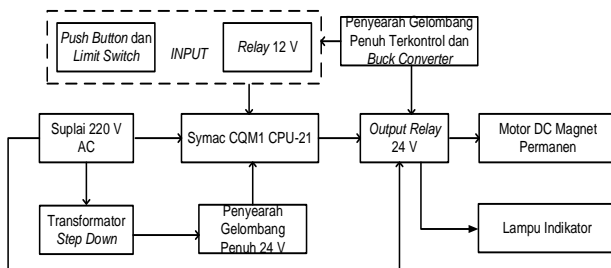 Push Button dan
Limit Switch
INPUT
Relay 12 V
Penyearah Gelombang
Penuh Terkontrol dan
Buck Converter
Suplai 220 V
AC
Symac CQM1 CPU-21
Output Relay
24 V
Motor DC Magnet
Permanen
Transformator
Step Down
Penyearah
Gelombang
Penuh 24 V
Lampu Indikator